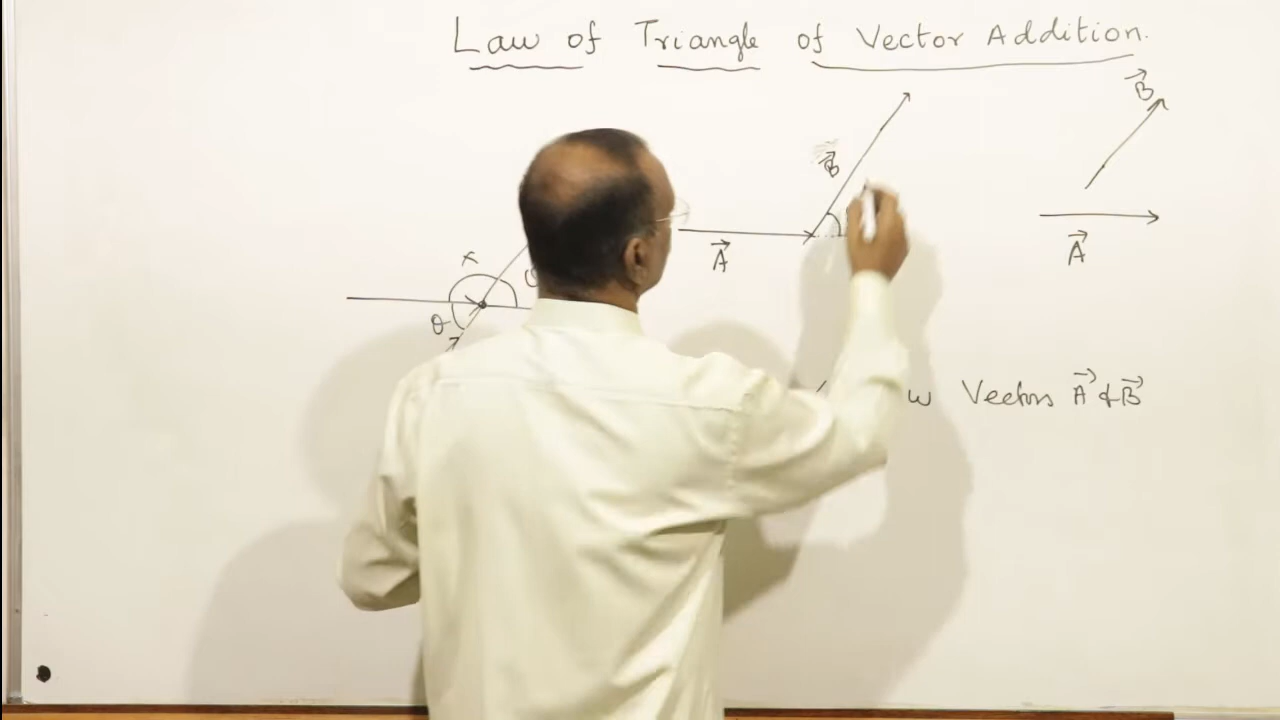 Law of Triangle of Vector Addition.
B⃗
B⃗
A⃗
A⃗
x
θ
Vectors A⃗ & B⃗